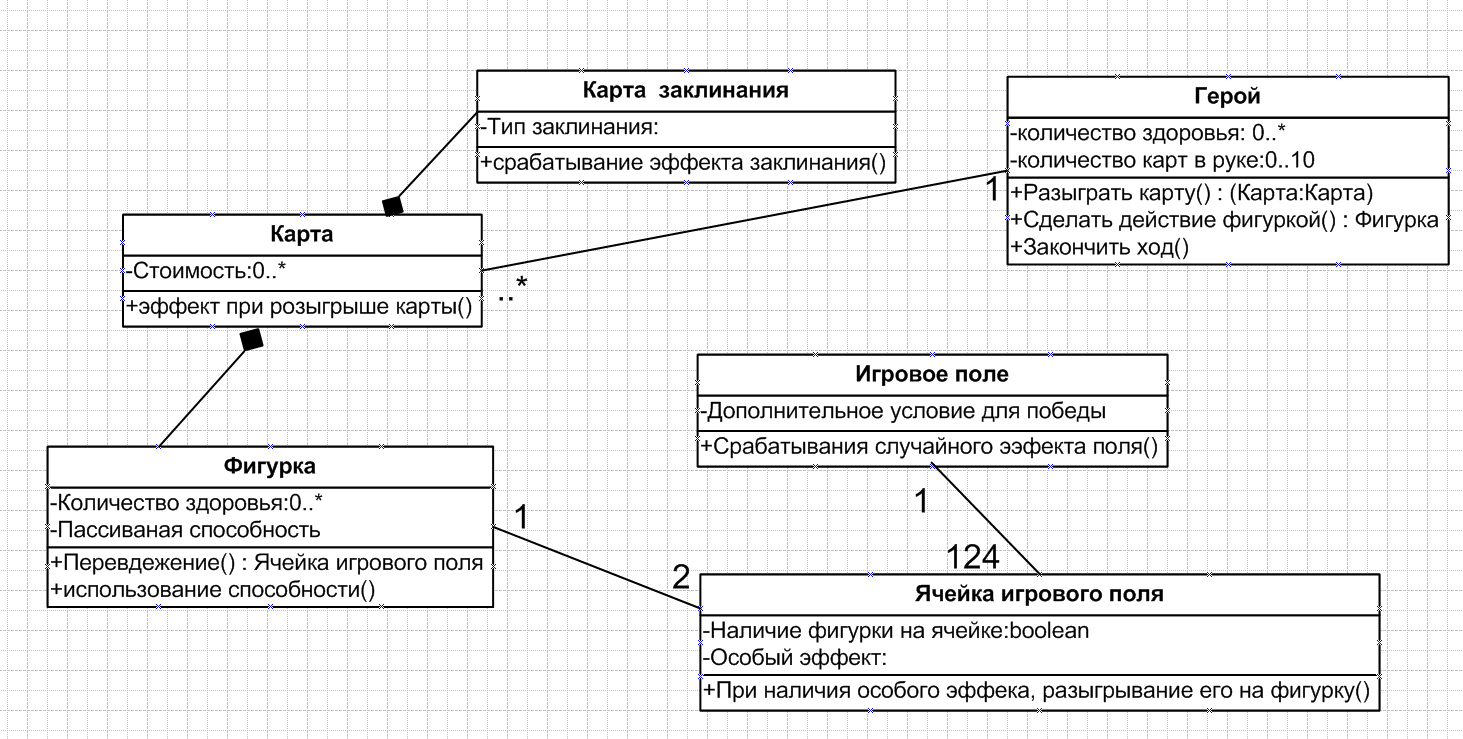 Карта  заклинания
-Тип заклинания:
+срабатывание эффекта заклинания()
Герой
-количество здоровья: 0..*
-количество карт в руке:0..10
+Разыграть карту() : (Карта:Карта)
+Сделать действие фигуркой() : Фигурка
+Закончить ход()
1
..*
Карта
-Стоимость:0..*
+эффект при розыгрыше карты()
Игровое поле
-Дополнительное условие для победы
+Срабатывания случайного ээфекта поля()
1
124
Фигурка
-Количество здоровья:0..*
-Пассиваная способность
+Перевдежение() : Ячейка игрового поля
+использование способности()
1
2
Ячейка игрового поля
-Наличие фигурки на ячейке:boolean
-Особый эффект:
+При наличия особого эффека, разыгрывание его на фигурку()